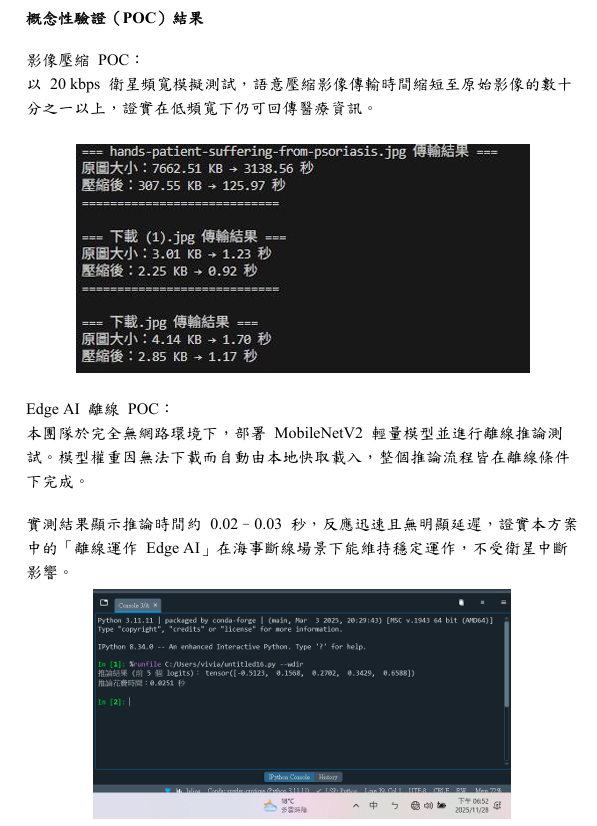 概念性驗證（POC）結果
影像壓縮 POC：
以 20 kbps 衛星頻寬模擬測試，語意壓縮影像傳輸時間縮短至原始影像的數十
分之一以上，證實在低頻寬下仍可回傳醫療資訊。
=== hands-patient-suffering-from-psoriasis.jpg 傳輸結果 ===
原圖大小：7662.51 KB → 3138.56 秒
壓縮後：307.55 KB → 125.97 秒
============================
=== 下載 (1).jpg 傳輸結果 ===
原圖大小：3.01 KB → 1.23 秒
壓縮後：2.25 KB → 0.92 秒
============================
=== 下載.jpg 傳輸結果 ===
原圖大小：4.14 KB → 1.70 秒
壓縮後：2.85 KB → 1.17 秒
Edge AI 離線 POC：
本團隊於完全無網路環境下，部署 MobileNetV2 輕量模型並進行離線推論測
試。模型權重因無法下載而自動由本地快取載入，整個推論流程皆在離線條件
下完成。
實測結果顯示推論時間約 0.02–0.03 秒，反應迅速且無明顯延遲，證實本方案
中的「離線運作 Edge AI」在海事斷線場景下能維持穩定運作，不受衛星中斷
影響。
Console 3/A ×
Python 3.11.11 | packaged by conda-forge | (main, Mar 3 2025, 20:29:43) [MSC v.1943 64 bit (AMD64)]
Type "copyright", "credits" or "license" for more information.
IPython 8.34.0 -- An enhanced Interactive Python. Type '?' for help.
In [1]: %runfile C:/Users/vivia/untitled16.py --wdir
推論結果 (前 5 個 logits)： tensor([-0.5123, 0.1568, 0.2702, 0.3429, 0.6588])
推論花費時間：0.0251 秒
In [2]:
IPython Console History
18°C
多雲時陰
中
下午 06:52
2025/11/28